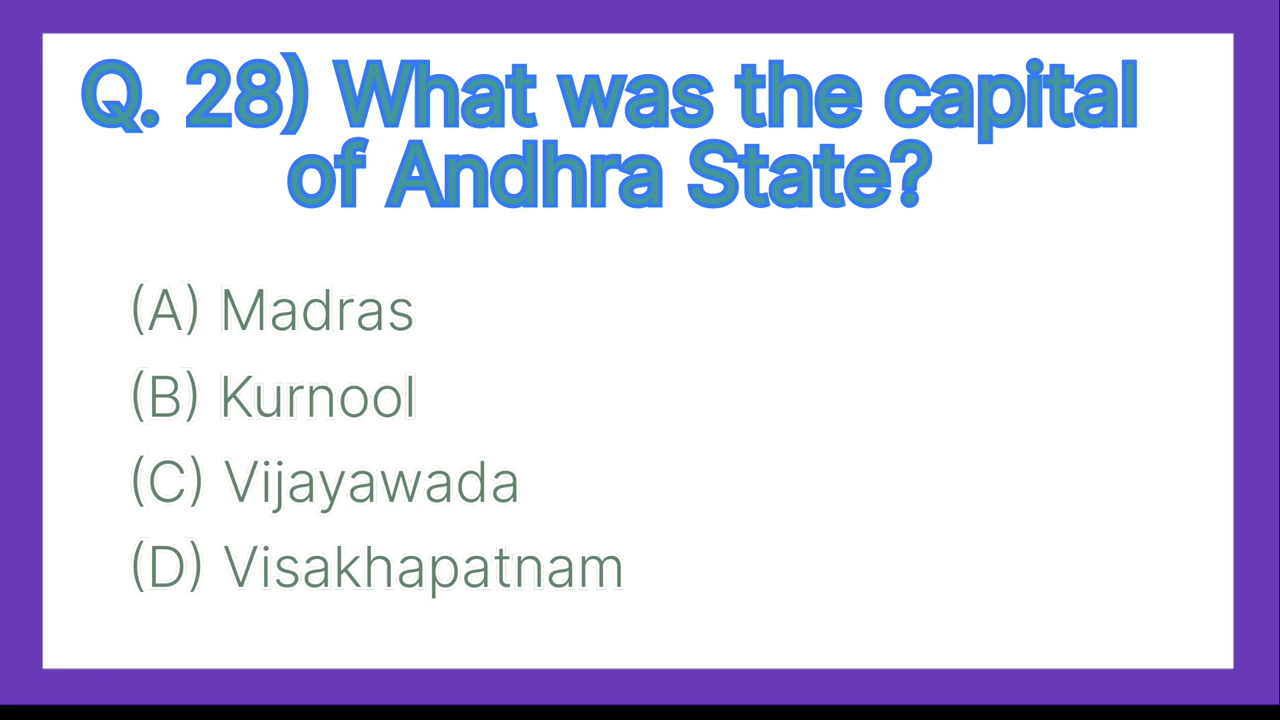 Q. 28) What was the capital
of Andhra State?
(A) Madras
(B) Kurnool
(C) Vijayawada
(D) Visakhapatnam